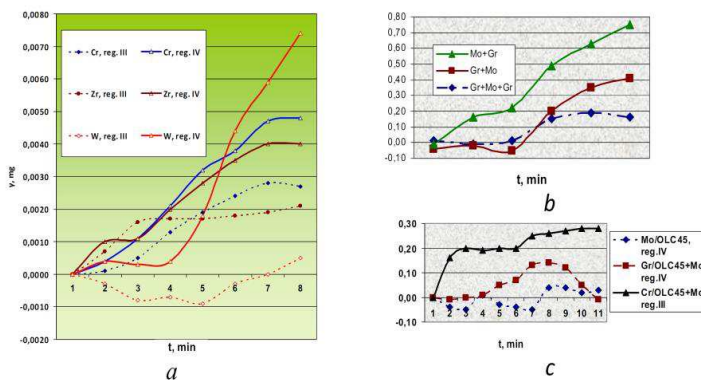 0,0080
0,0070
0,0060
0,0050
0,0040
0,0030
0,0020
0,0010
0,0000
-0,0010
-0,0020
γ, mg
Cr, reg. III
Cr, reg. IV
Zr, reg. III
Zr, reg. IV
W, reg. III
W, reg. IV
1 2 3 4 5 6 7 8
t, min
a
0,80
0,70
0,60
0,50
0,40
0,30
0,20
0,10
0,00
-0,10
Mo+Gr
Gr+Mo
Gr+Mo+Gr
t, min
b
0,30
0,20
0,10
0,00
0,10
1 2 3 4 5 6 7 8 9 10 11
Mo/OLC45,
reg.IV
Gr/OLC45+Mo
reg.IV
Cr/OLC45+Mo
reg.III
t, min
c